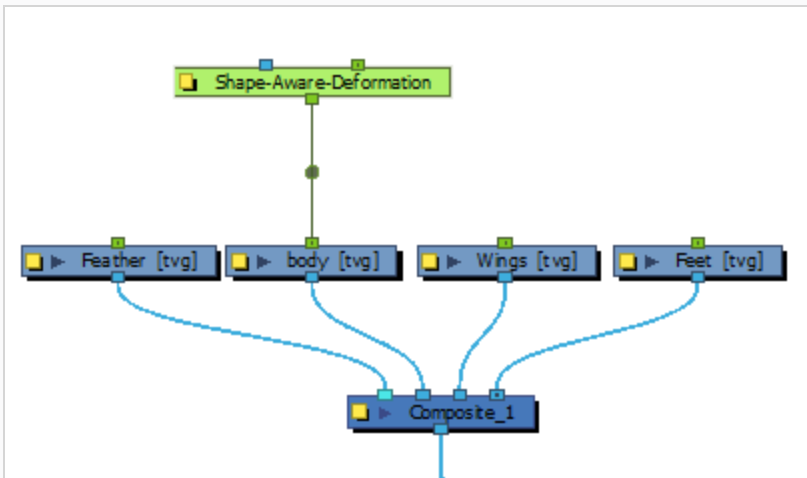 Shape-Aware-Deformation
Feather [tvg]
body [tvg]
Wings [tvg]
Feet [tvg]
Composite_1